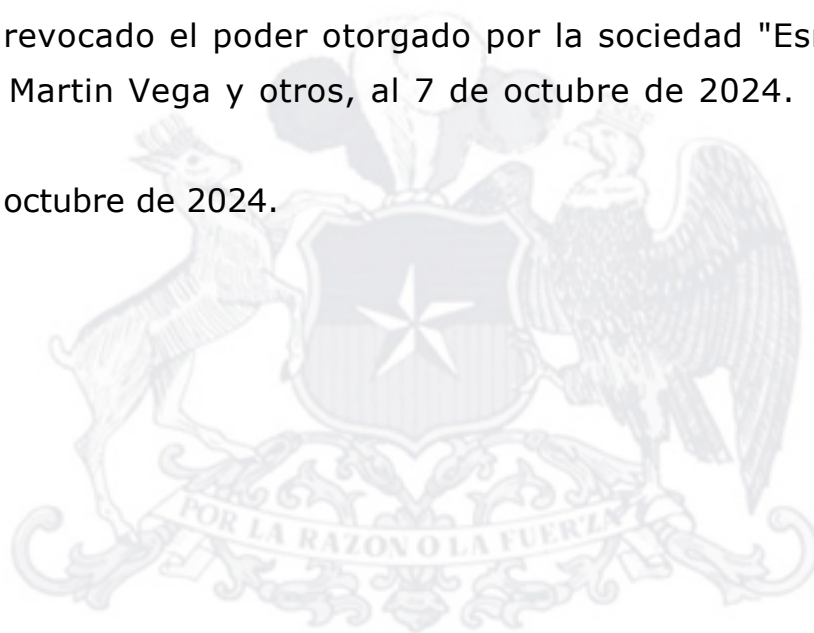 revocado el poder otorgado por la sociedad "Esm
Martin Vega y otros, al 7 de octubre de 2024.
octubre de 2024.
POR LA RAZON O LA FUERZA